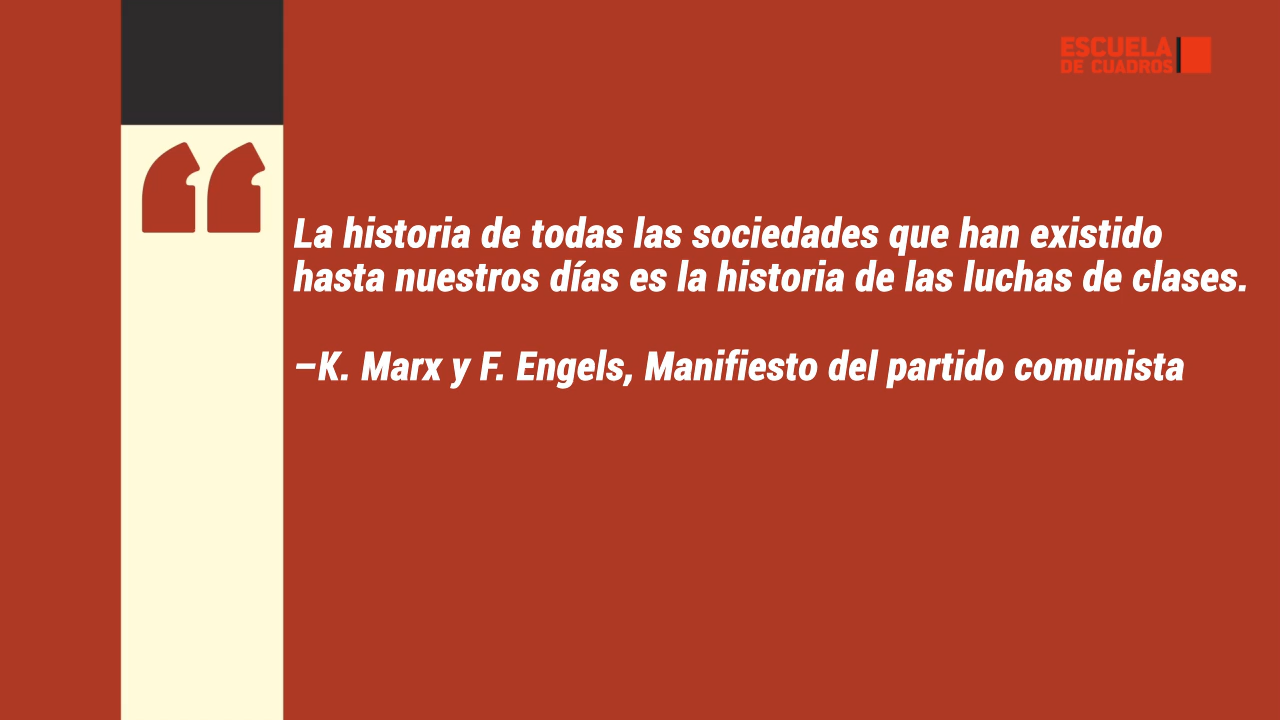 ESCUELA
DE CUADROS
La historia de todas las sociedades que han existido
hasta nuestros días es la historia de las luchas de clases.
–K. Marx y F. Engels, Manifiesto del partido comunista